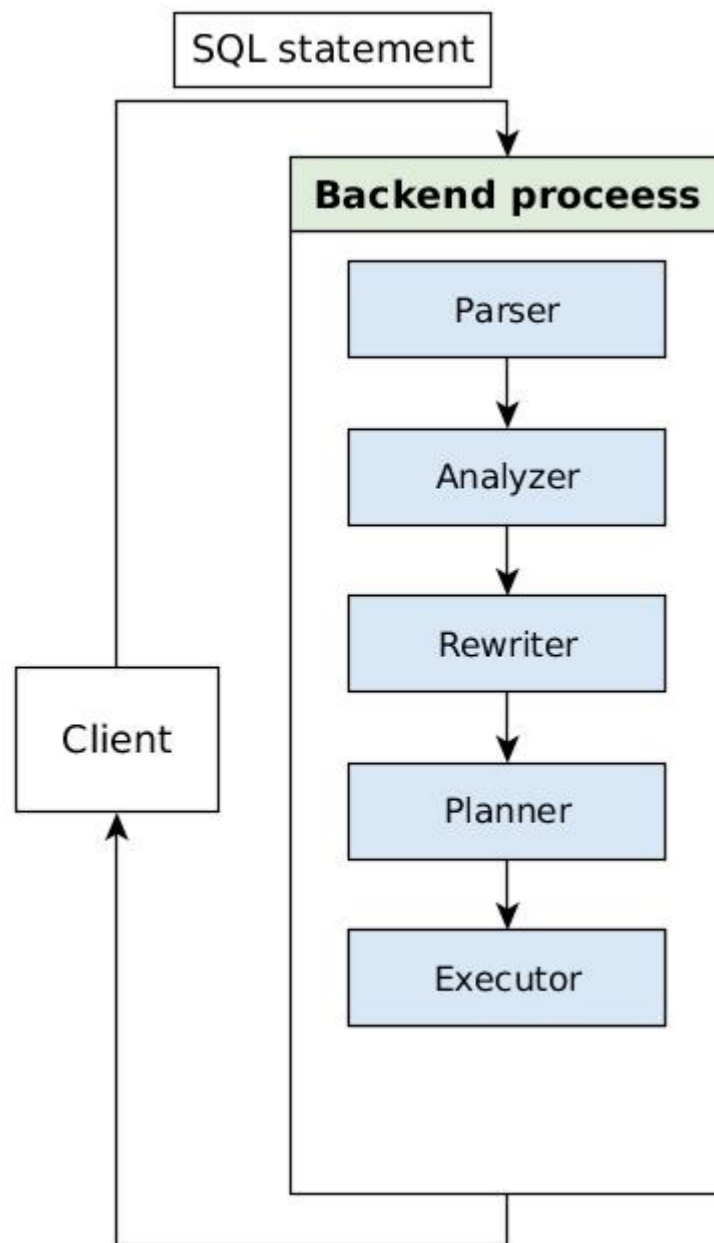 SQL statement
Backend proceess
Parser
Analyzer
Rewriter
Client
Planner
Executor